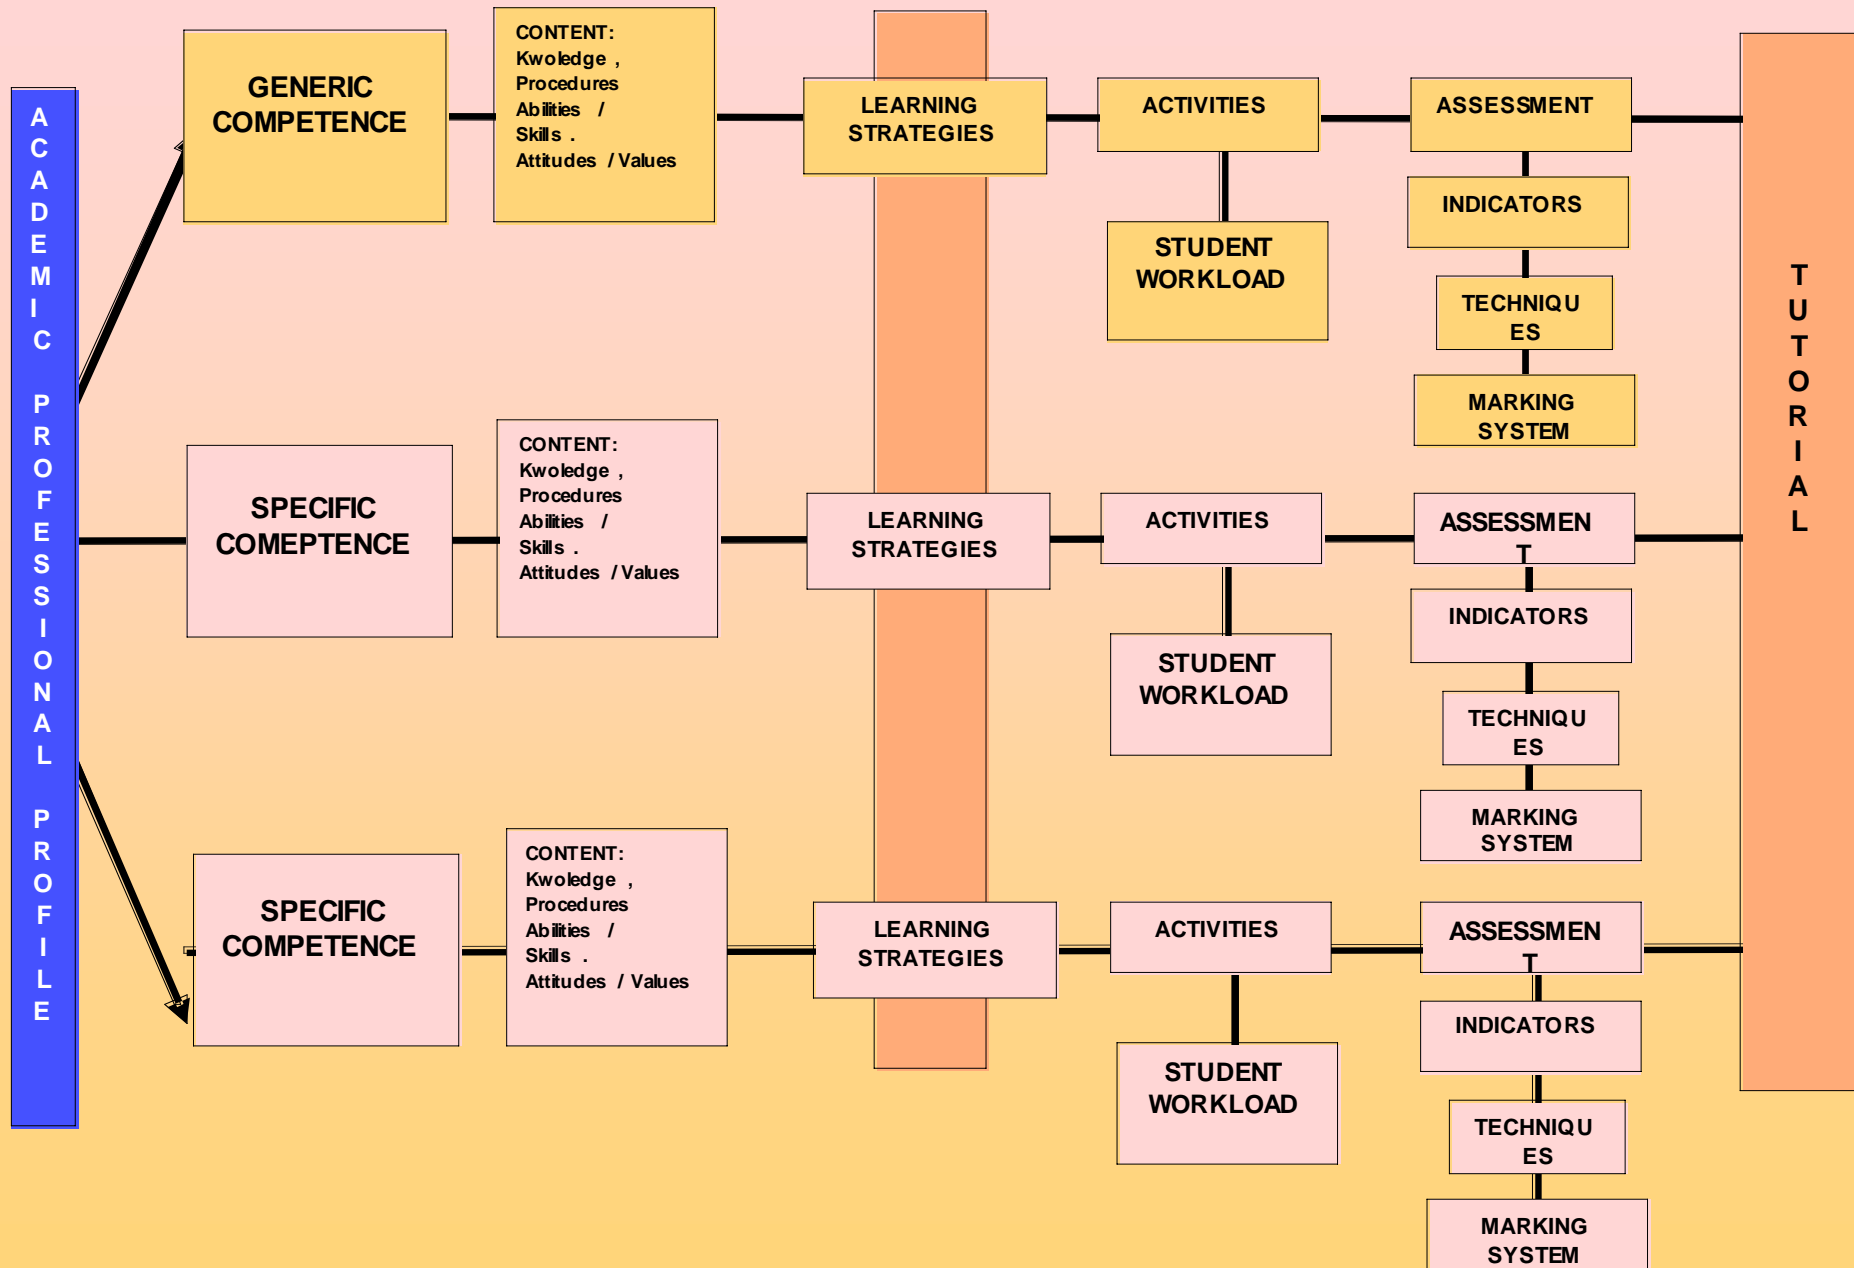 ACADEMIC PROFESSIONAL PROFILE
GENERIC
COMPETENCE
CONTENT:
Kwoledge ,
Procedures
Abilities /
Skills .
Attitudes / Values
LEARNING
STRATEGIES
ACTIVITIES
STUDENT
WORKLOAD
ASSESSMENT
INDICATORS
TECHNIQU
ES
MARKING
SYSTEM
SPECIFIC
COMEPTENCE
CONTENT:
Kwoledge ,
Procedures
Abilities /
Skills .
Attitudes / Values
LEARNING
STRATEGIES
ACTIVITIES
STUDENT
WORKLOAD
ASSESSMEN
T
INDICATORS
TECHNIQU
ES
MARKING
SYSTEM
SPECIFIC
COMPETENCE
CONTENT:
Kwoledge ,
Procedures
Abilities /
Skills .
Attitudes / Values
LEARNING
STRATEGIES
ACTIVITIES
STUDENT
WORKLOAD
ASSESSMEN
T
INDICATORS
TECHNIQU
ES
MARKING
SYSTEM
TUTORIAL